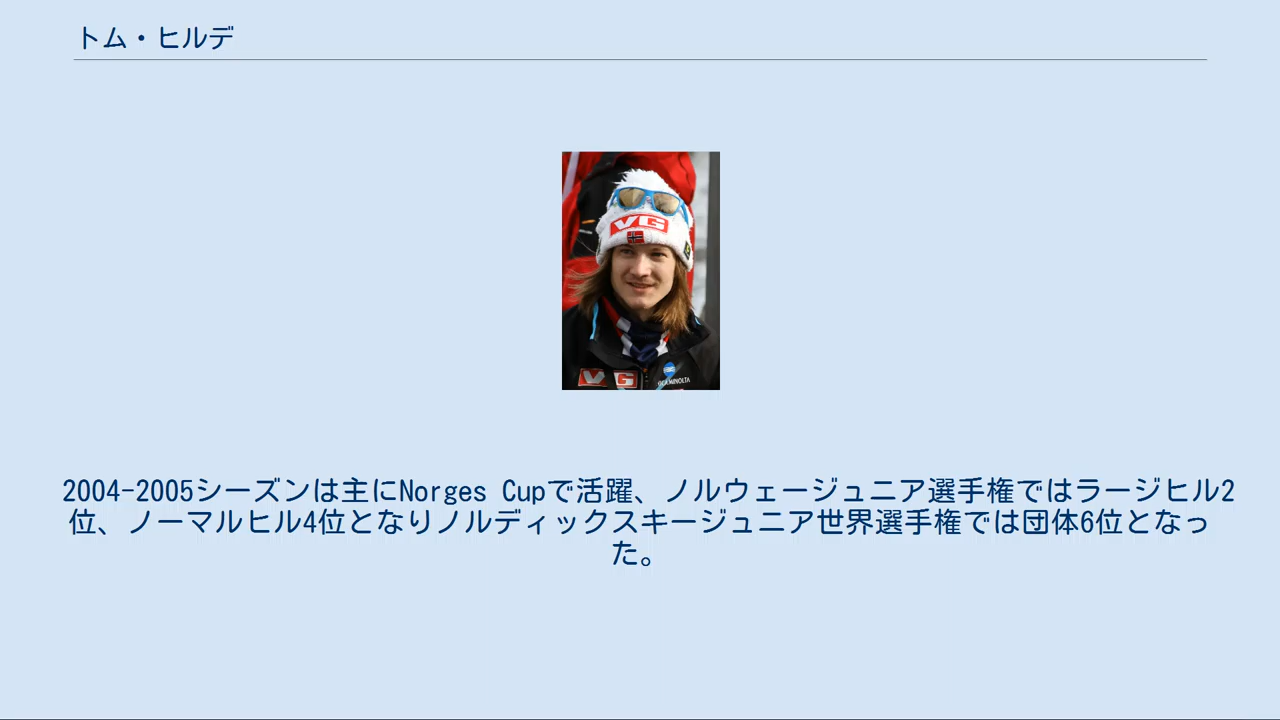 トム・ヒルデ
VG
V G
MINOLTA
2004-2005シーズンは主にNorges Cupで活躍、ノルウェージュニア選手権ではラージヒル2
位、ノーマルヒル4位となりノルディックスキージュニア世界選手権では団体6位となっ
た。